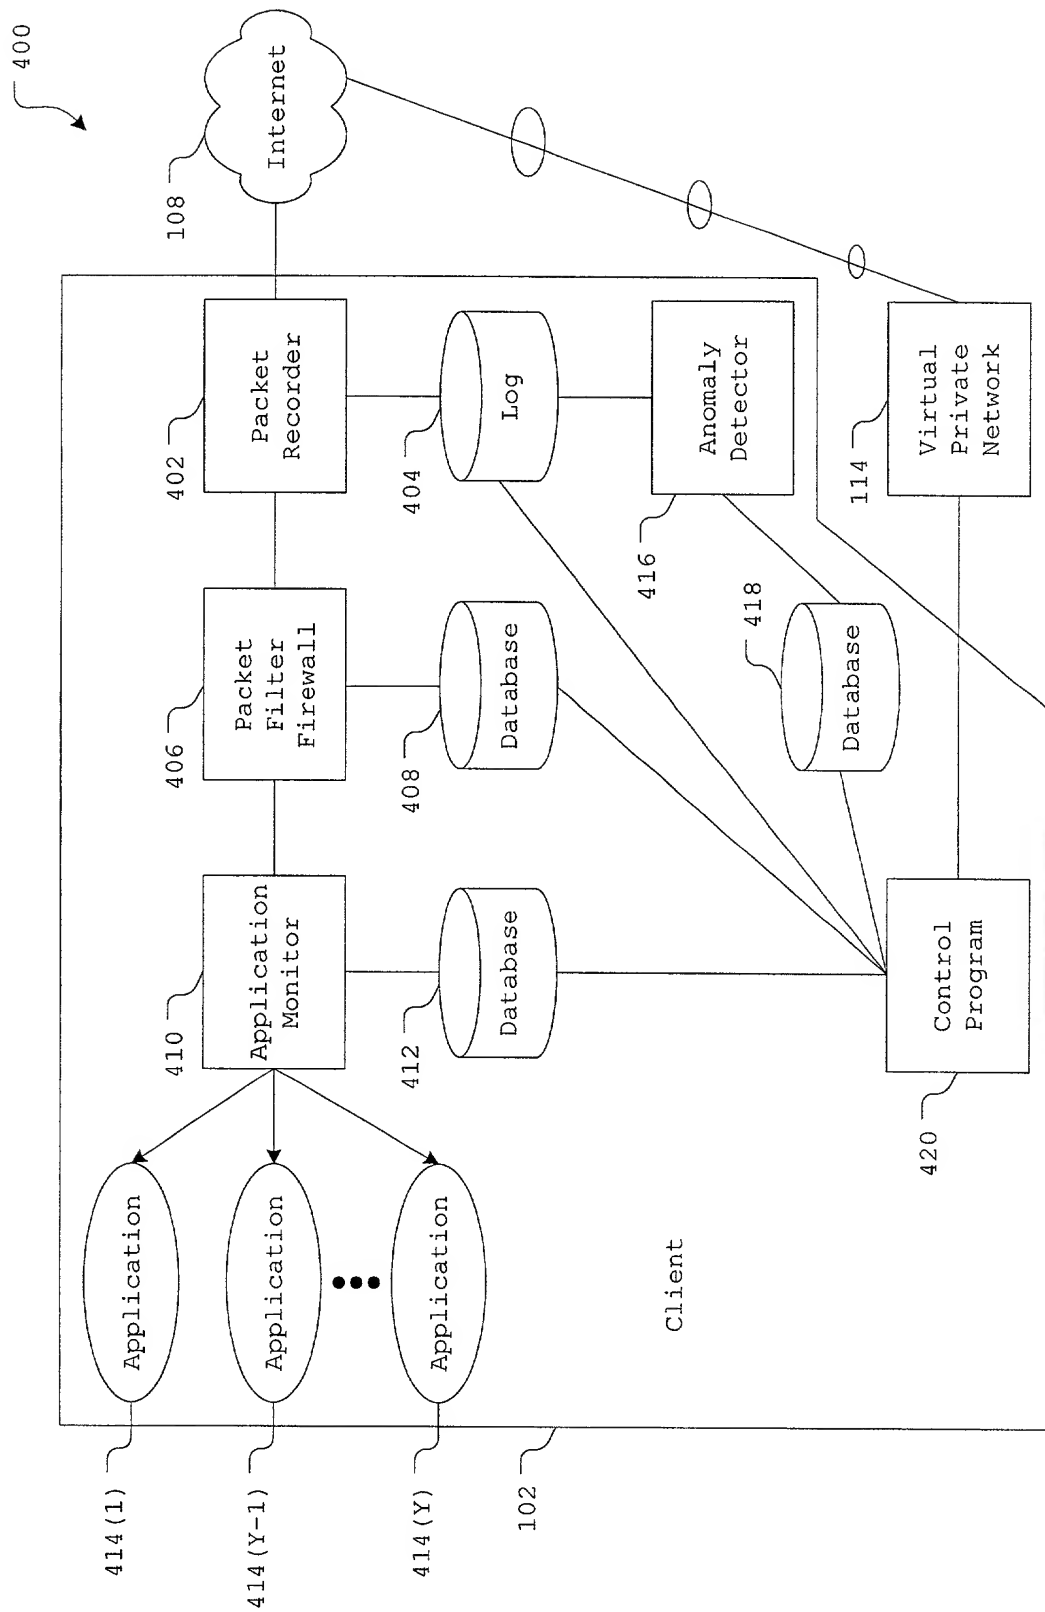 400
Internet
108
Packet
Recorder
402
Log
404
Anomaly
Detector
416
Virtual
Private
Network
114
Packet
Filter
Firewall
406
Database
408
Database
418
Application
Monitor
410
Database
412
Control
Program
420
Application
414(1)
Application
414(Y-1)
Application
414(Y)
Client
102